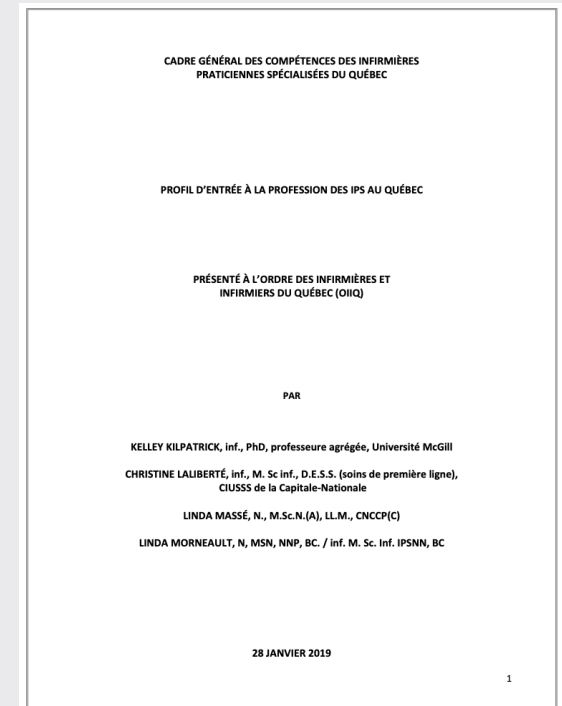 CADRE GÉNÉRAL DES COMPÉTENCES DES INFIRMIÈRES
PRATICIENNES SPÉCIALISÉES DU QUÉBEC
PROFIL D'ENTRÉE À LA PROFESSION DES IPS AU QUÉBEC
PRÉSENTÉ À L'ORDRE DES INFIRMIÈRES ET
INFIRMIERS DU QUÉBEC (OIIQ)
PAR
KELLEY KILPATRICK, inf., PhD, professeure agrégée, Université McGill
CHRISTINE LALIBERTÉ, inf., M. Sc inf., D.E.S.S. (soins de première ligne),
CIUSSS de la Capitale-Nationale
LINDA MASSÉ, N., M.Sc.N.(A), LL.M., CNCCP(C)
LINDA MORNEAULT, N, MSN, NNP, BC. / inf. M. Sc. Inf. IPSNN, BC
28 JANVIER 2019
1